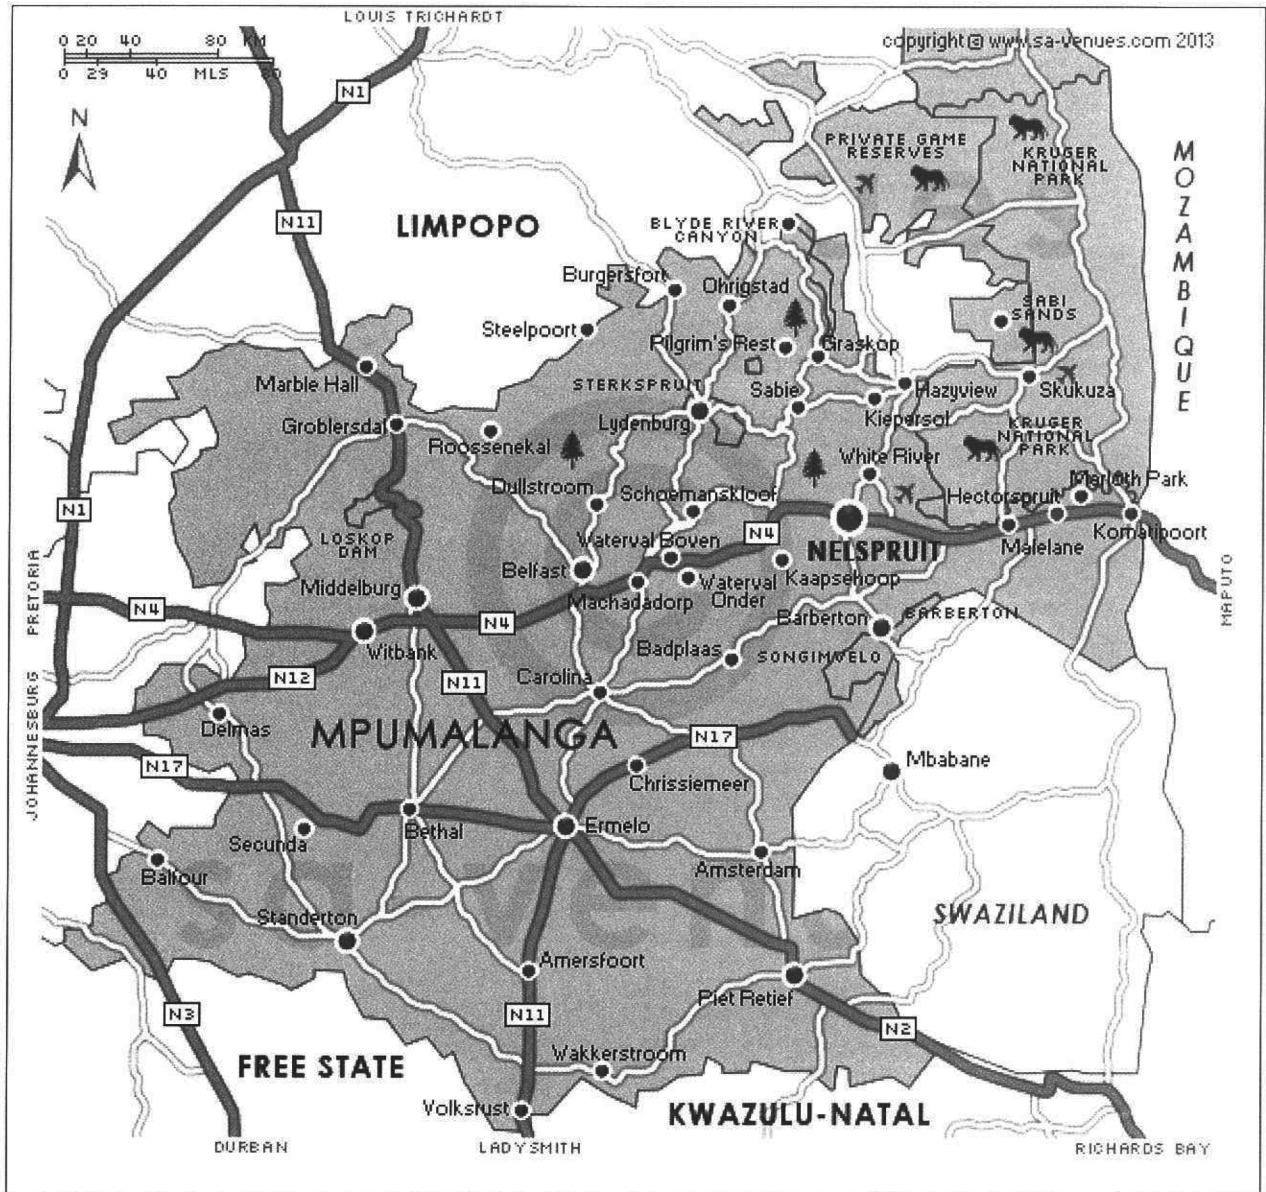 LOUIS TRICHARDT
0 20 40 80 KM
0 29 40 MLS 80
copyright © www.sa-venues.com 2013
N
N1
PRIVATE GAME
RESERVES
KRUGER
NATIONAL
PARK
MOZAMBIQUE
N11
LIMPOPO
BLYDE RIVER
CANYON
Burgersfort
Ohrigstad
SABI
SANDS
Steelpoort
Pilgrim's Rest
Graskop
Marble Hall
STERKSPRUIT
Sabie
Hazyview
Skukuza
Groblersdal
Lydenburg
Kiepersol
Roossenekal
KRUGER
NATIONAL
PARK
White River
Dullstroom
Schoemanskloof
Hectorspruit
Marloth Park
N1
LOSKOP
DAM
Waterval Boven
N4
NELSPRUIT
Malelane
Komatipoort
Belfast
Middelburg
Machadadorp
Waterval
Onder
Kaapsehoop
PRETORIA
MAPUTO
N4
N4
Barberton
BARBERTON
Witbank
Badplaas
SONGIMVELO
N12
N11
Carolina
JOHANNESBURG
Delmas
MPUMALANGA
N17
N17
Chrissiemeer
Mbabane
Secunda
Bethal
Ermelo
Balfour
Amsterdam
sa venu
Standerton
SWAZILAND
Amersfoort
Piet Retief
N3
N11
N2
FREE STATE
Wakkerstroom
Volksrust
KWAZULU-NATAL
DURBAN
LADYSMITH
RICHARDS BAY